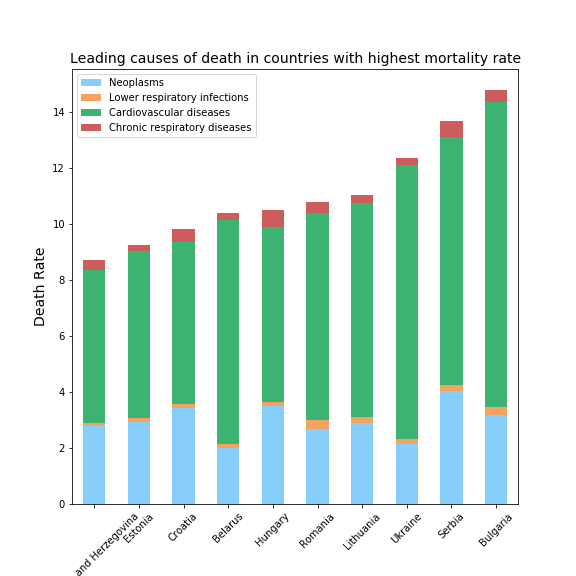 Leading causes of death in countries with highest mortality rate
Neoplasms
Lower respiratory infections
Cardiovascular diseases
Chronic respiratory diseases
Death Rate
14
12
10
8
6
4
2
0
and Herzegovina
Estonia
Croatia
Belarus
Hungary
Romania
Lithuania
Ukraine
Serbia
Bulgaria